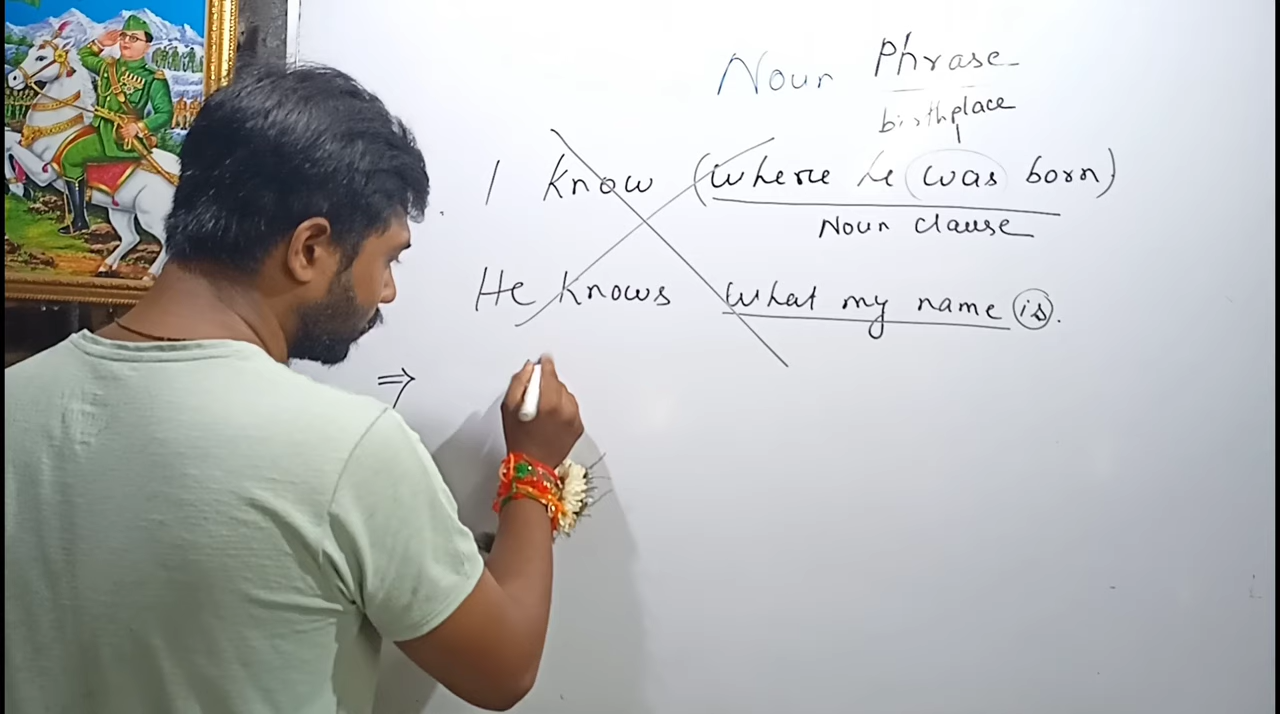 Noun Phrase
birthplace
I know (where he was born)
Noun clause
He knows what my name is.
⇒